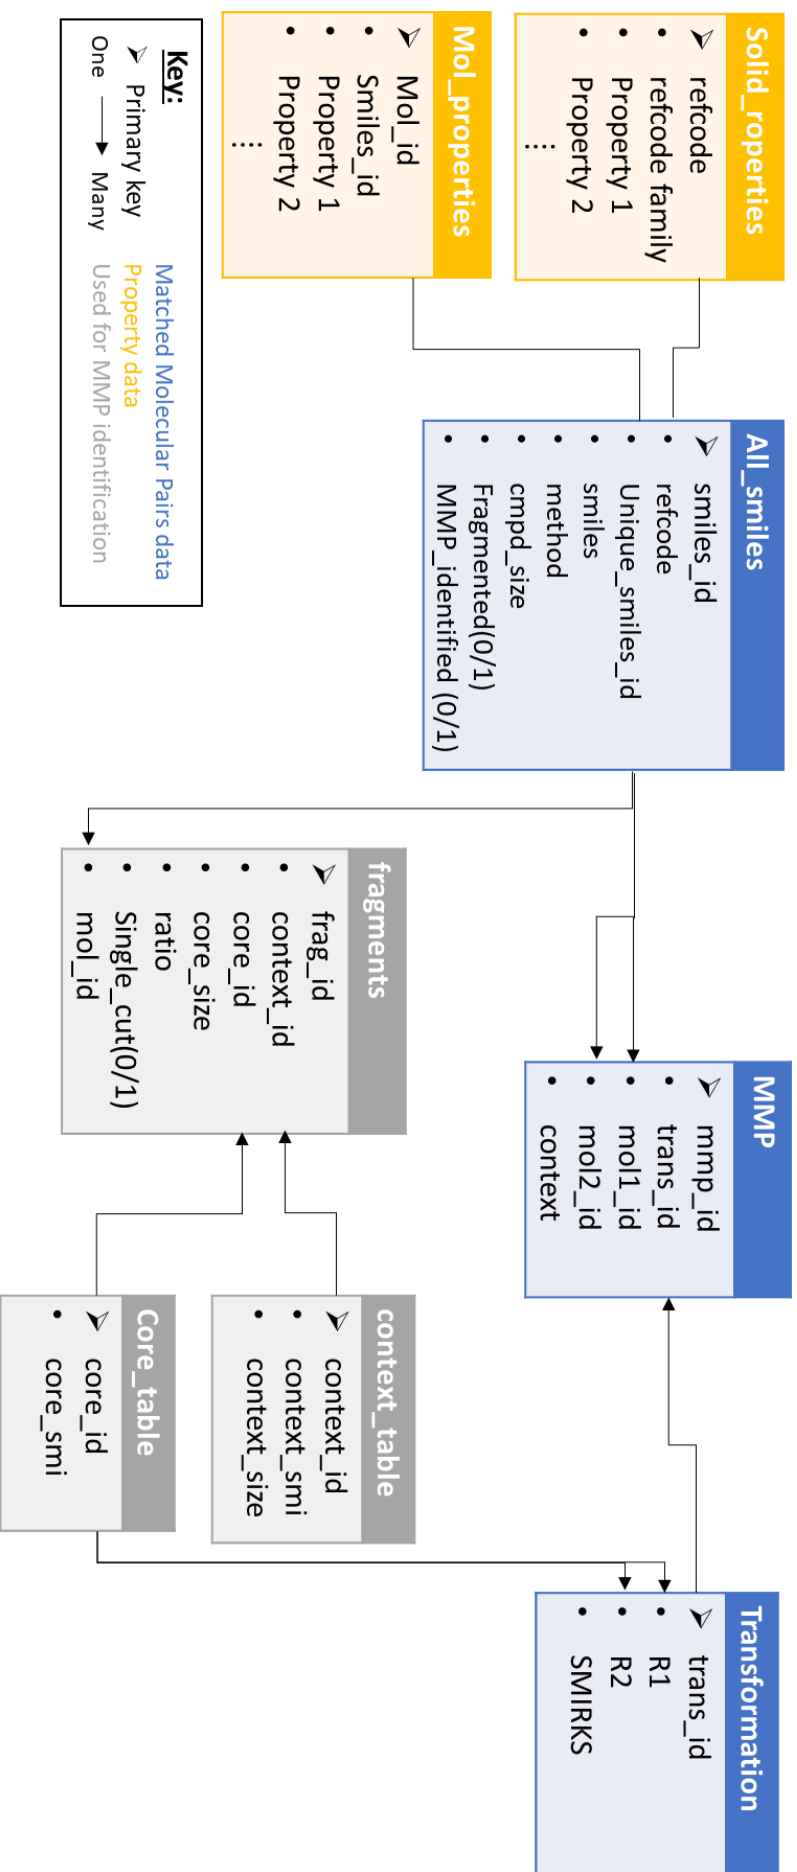 Solid_roperties
refcode
refcode family
Property 1
Property 2
⋮
Mol_properties
Mol_id
Smiles_id
Property 1
Property 2
⋮
Key:
Primary key
One → Many
Matched Molecular Pairs data
Property data
Used for MMP identification
All_smiles
smiles_id
refcode
Unique_smiles_id
smiles
method
cmpd_size
Fragmented(0/1)
MMP_identified (0/1)
fragments
frag_id
context_id
core_id
core_size
ratio
Single_cut(0/1)
mol_id
MMP
mmp_id
trans_id
mol1_id
mol2_id
context
context_table
context_id
context_smi
context_size
Core_table
core_id
core_smi
Transformation
trans_id
R1
R2
SMIRKS